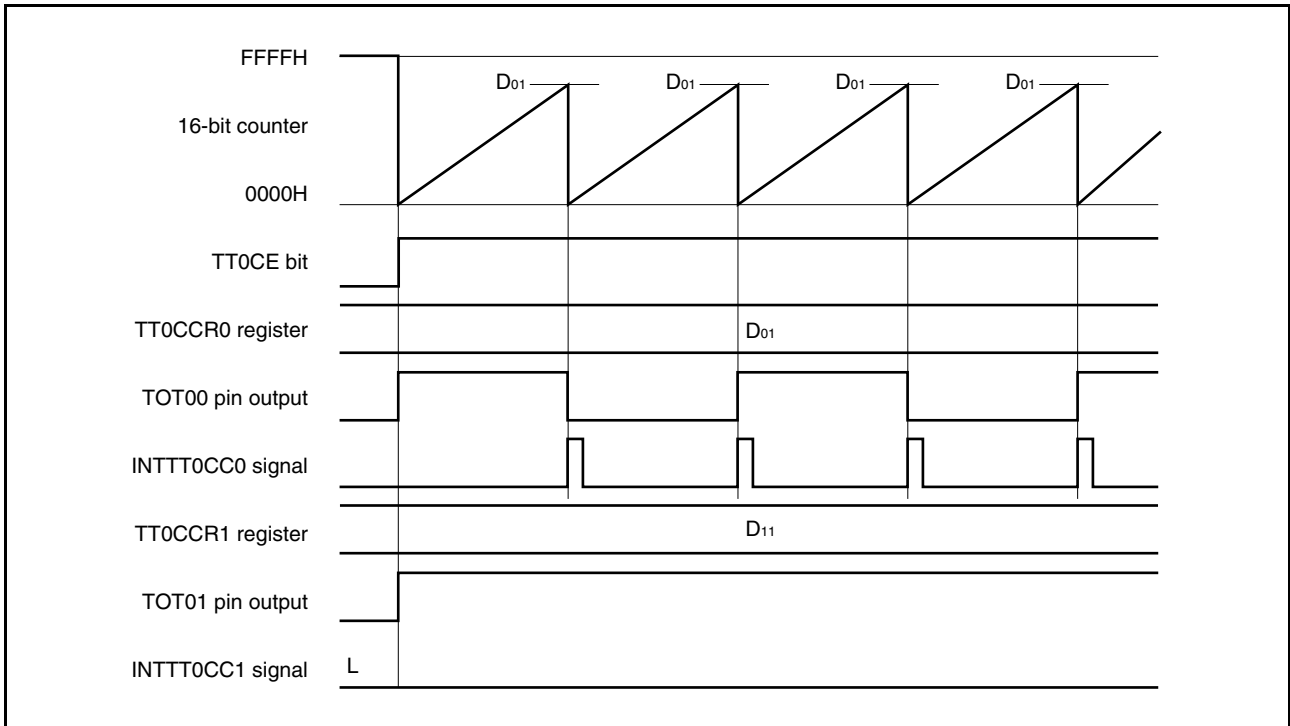 FFFFH
D01 D01 D01 D01
16-bit counter
0000H
TT0CE bit
TT0CCR0 register D01
TOT00 pin output
INTTT0CC0 signal
TT0CCR1 register D11
TOT01 pin output
INTTT0CC1 signal L